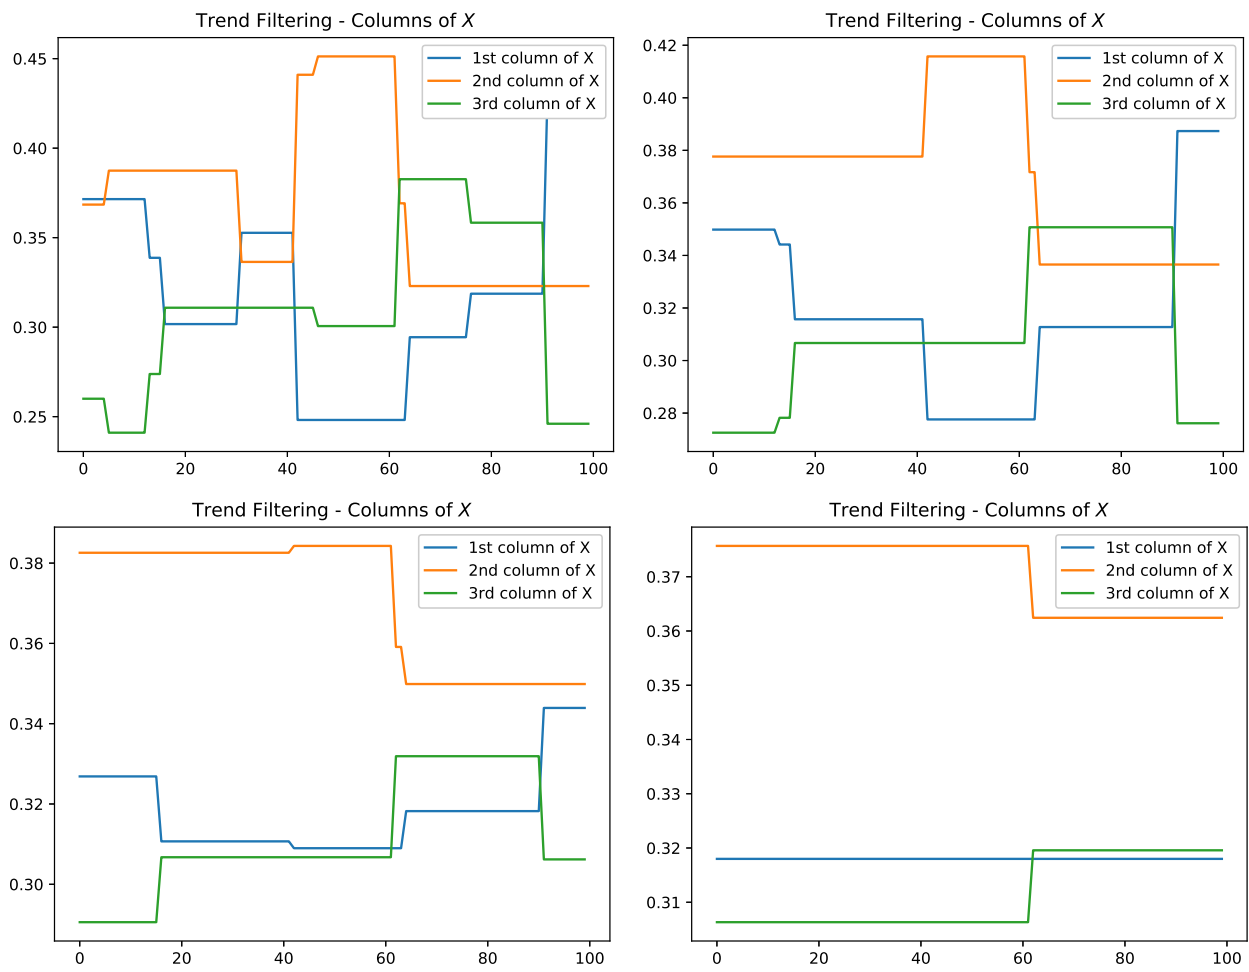 Trend Filtering - Columns of X
0.45
0.40
0.35
0.30
0.25
0 20 40 60 80 100
1st column of X
2nd column of X
3rd column of X
Trend Filtering - Columns of X
0.42
0.40
0.38
0.36
0.34
0.32
0.30
0.28
0 20 40 60 80 100
1st column of X
2nd column of X
3rd column of X
Trend Filtering - Columns of X
0.38
0.36
0.34
0.32
0.30
0 20 40 60 80 100
1st column of X
2nd column of X
3rd column of X
Trend Filtering - Columns of X
0.37
0.36
0.35
0.34
0.33
0.32
0.31
0 20 40 60 80 100
1st column of X
2nd column of X
3rd column of X